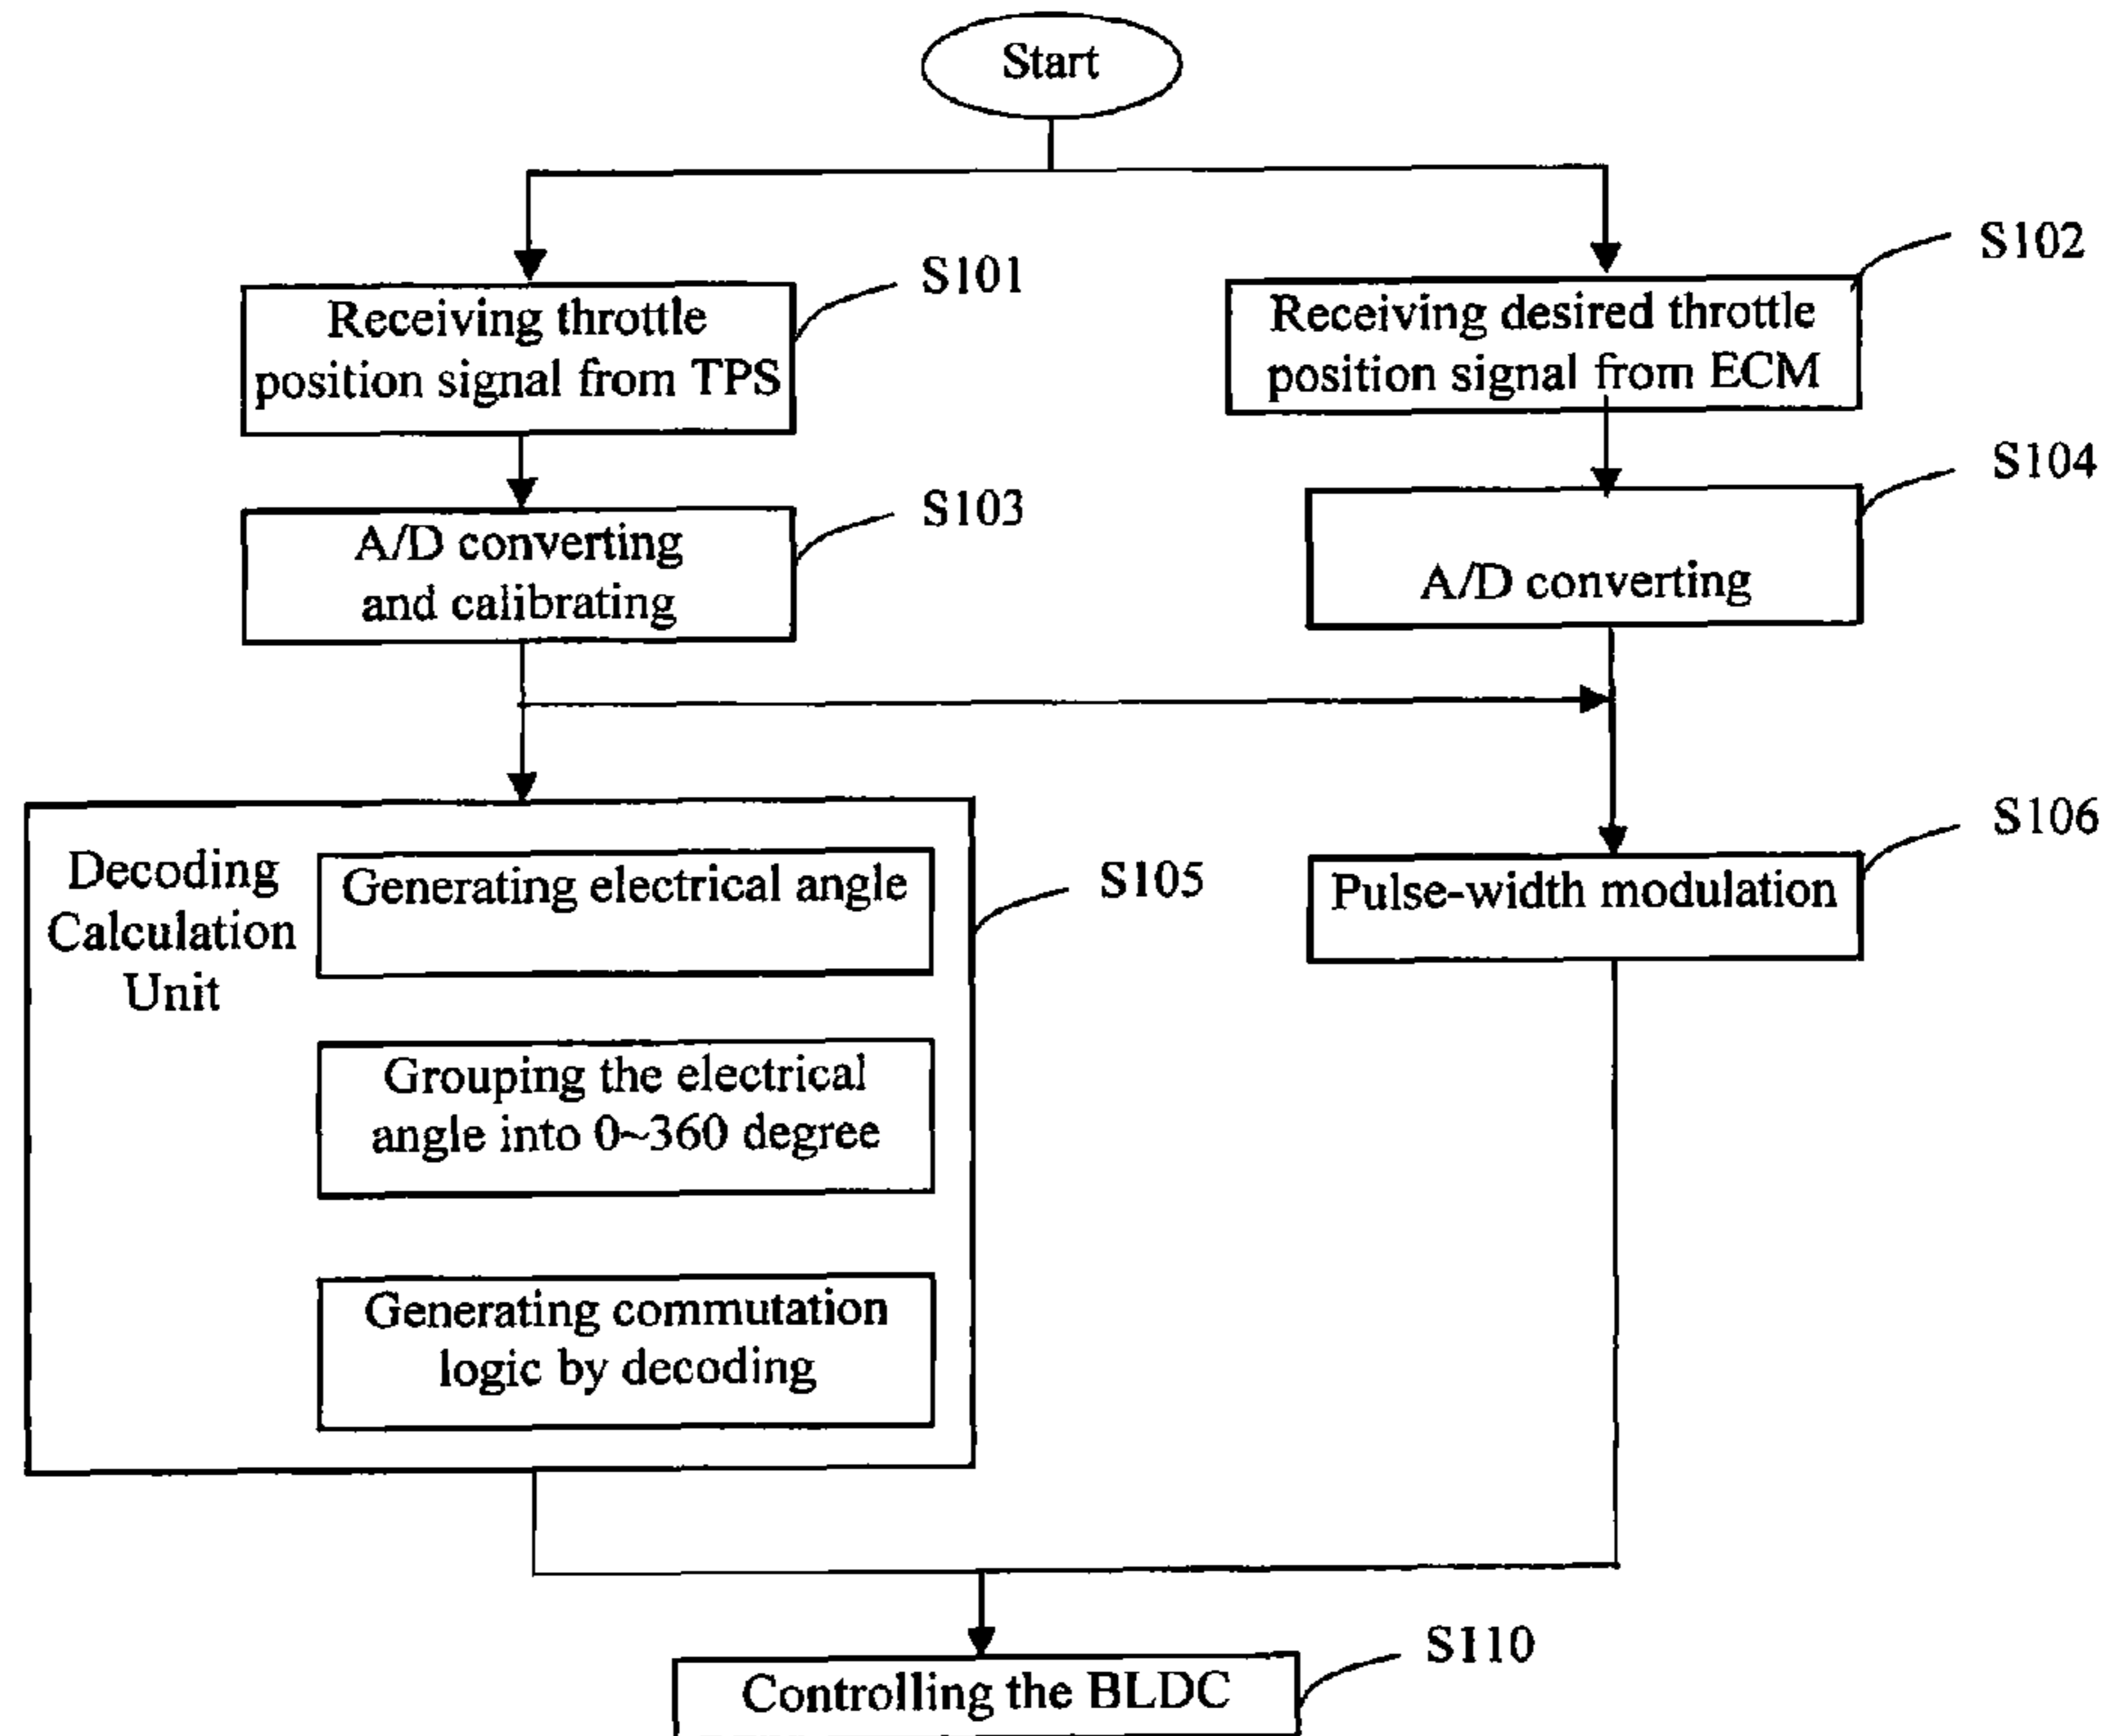 Start
S101
Receiving throttle
position signal from TPS
S102
Receiving desired throttle
position signal from ECM
S103
A/D converting
and calibrating
S104
A/D converting
Decoding
Calculation
Unit
Generating electrical angle
S105
S106
Pulse-width modulation
Grouping the electrical
angle into 0~360 degree
Generating commutation
logic by decoding
S110
Controlling the BLDC